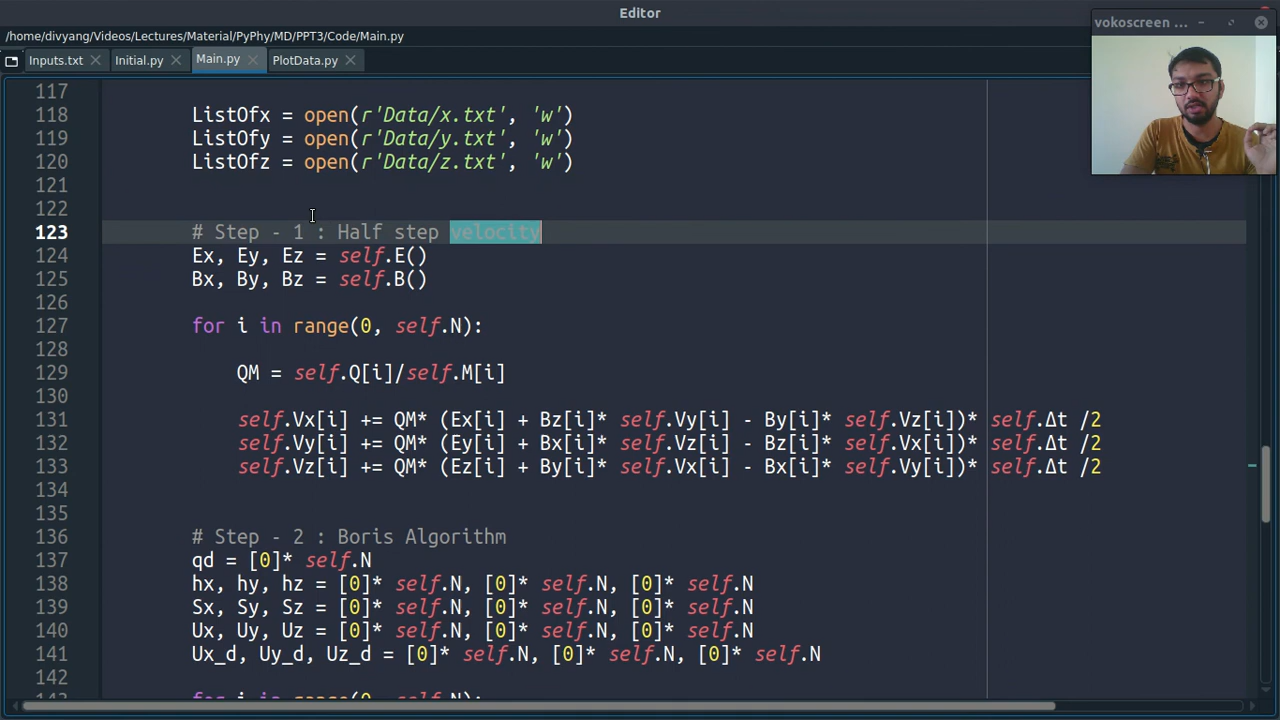 Editor
vokoscreen ...
/home/divyang/Videos/Lectures/Material/PyPhy/MD/PPT3/Code/Main.py
Inputs.txt Initial.py Main.py PlotData.py
117
118 ListOfx = open(r'Data/x.txt', 'w')
119 ListOfy = open(r'Data/y.txt', 'w')
120 ListOfz = open(r'Data/z.txt', 'w')
121
122
123 # Step - 1 : Half step velocity
124 Ex, Ey, Ez = self.E()
125 Bx, By, Bz = self.B()
126
127 for i in range(0, self.N):
128
129 QM = self.Q[i]/self.M[i]
130
131 self.Vx[i] += QM* (Ex[i] + Bz[i]* self.Vy[i] - By[i]* self.Vz[i])* self.Δt /2
132 self.Vy[i] += QM* (Ey[i] + Bx[i]* self.Vz[i] - Bz[i]* self.Vx[i])* self.Δt /2
133 self.Vz[i] += QM* (Ez[i] + By[i]* self.Vx[i] - Bx[i]* self.Vy[i])* self.Δt /2
134
135
136 # Step - 2 : Boris Algorithm
137 qd = [0]* self.N
138 hx, hy, hz = [0]* self.N, [0]* self.N, [0]* self.N
139 Sx, Sy, Sz = [0]* self.N, [0]* self.N, [0]* self.N
140 Ux, Uy, Uz = [0]* self.N, [0]* self.N, [0]* self.N
141 Ux_d, Uy_d, Uz_d = [0]* self.N, [0]* self.N, [0]* self.N
142
143 for i in range(0, self.N):